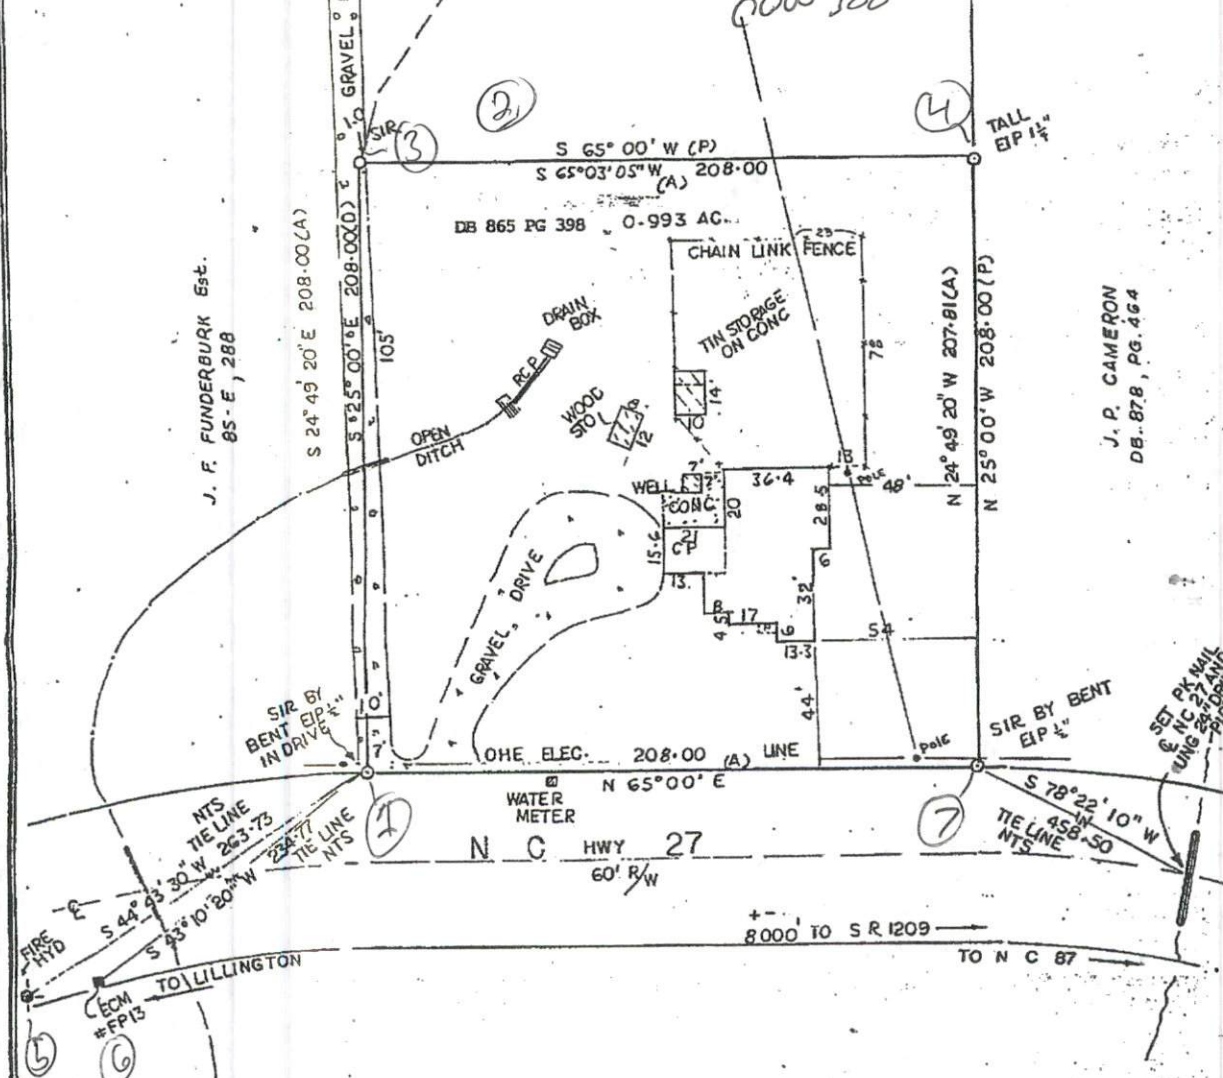 GRAVEL
10
SIR
3
2
4
TALL
EIP 1¼"
S 65° 00' W (P)
S 65°03'05" W 208.00
(A)
DB 865 PG 398 0.993 AC.
23
CHAIN LINK FENCE
J. F. FUNDERBURK Est.
85-E, 288
S 24° 49' 20" E 208.00 (A)
S 25° 00' E 208.00 (D)
105'
DRAIN
BOX
RCP
TIN STORAGE
ON CONC
78
N 24° 49' 20" W 207.81(A)
N 25° 00' W 208.00 (P)
J. P. CAMERON
DB. 878, PG. 464
WOOD
STO
12
14'
10
OPEN
DITCH
7'
7'
WELL
CONC
36.4
18
POLE
48'
20
28.5
21
CP
15.6
13.
6
32'
8
4.5
17
6
13.3
54
44'
GRAVEL DRIVE
SIR BY
BENT EIP ½"
IN DRIVE
0'
7'
OHE ELEC. 208.00 (A) LINE
POLE
SIR BY BENT
EIP ½"
SET PK NAIL
℄ NC 27 AND
N 65° 00' E
WATER
METER
1
7
NTS
TIE LINE
S 44° 43' 30" W 263.73
S 43° 10' 20" W 234.77
TIE LINE
NTS
S 78° 22' 10" W
458.50
TIE LINE
NTS
N C HWY 27
60' R/W
℄
FIRE
HYD
+-
8000' TO S R 1209
TO N C 87
TO LILLINGTON
ECM
#FP13
5
6